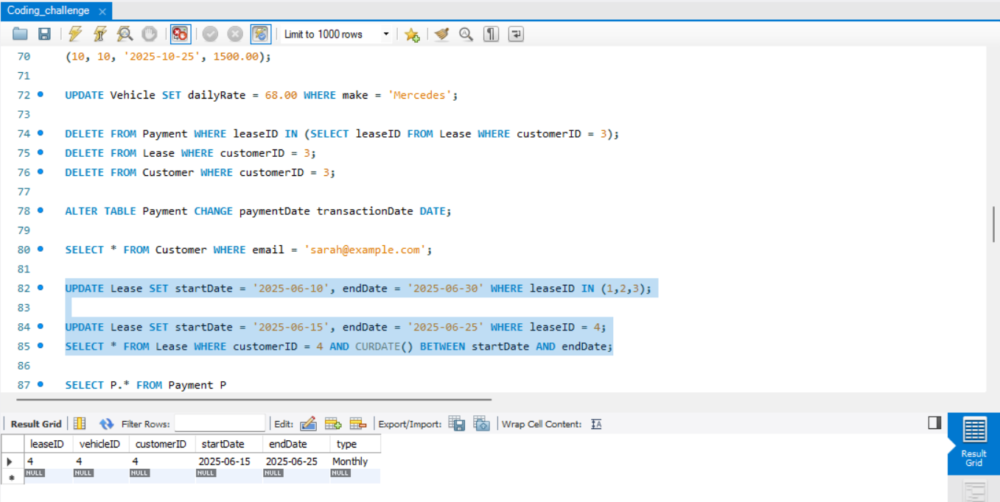 Coding_challenge ×
Limit to 1000 rows
70 (10, 10, '2025-10-25', 1500.00);
71
72 UPDATE Vehicle SET dailyRate = 68.00 WHERE make = 'Mercedes';
73
74 DELETE FROM Payment WHERE leaseID IN (SELECT leaseID FROM Lease WHERE customerID = 3);
75 DELETE FROM Lease WHERE customerID = 3;
76 DELETE FROM Customer WHERE customerID = 3;
77
78 ALTER TABLE Payment CHANGE paymentDate transactionDate DATE;
79
80 SELECT * FROM Customer WHERE email = 'sarah@example.com';
81
82 UPDATE Lease SET startDate = '2025-06-10', endDate = '2025-06-30' WHERE leaseID IN (1,2,3);
83
84 UPDATE Lease SET startDate = '2025-06-15', endDate = '2025-06-25' WHERE leaseID = 4;
85 SELECT * FROM Lease WHERE customerID = 4 AND CURDATE() BETWEEN startDate AND endDate;
86
87 SELECT P.* FROM Payment P
Result Grid Filter Rows: Edit: Export/Import: Wrap Cell Content: IA
leaseID vehicleID customerID startDate endDate type
4 4 4 2025-06-15 2025-06-25 Monthly
NULL NULL NULL NULL NULL NULL
Result
Grid